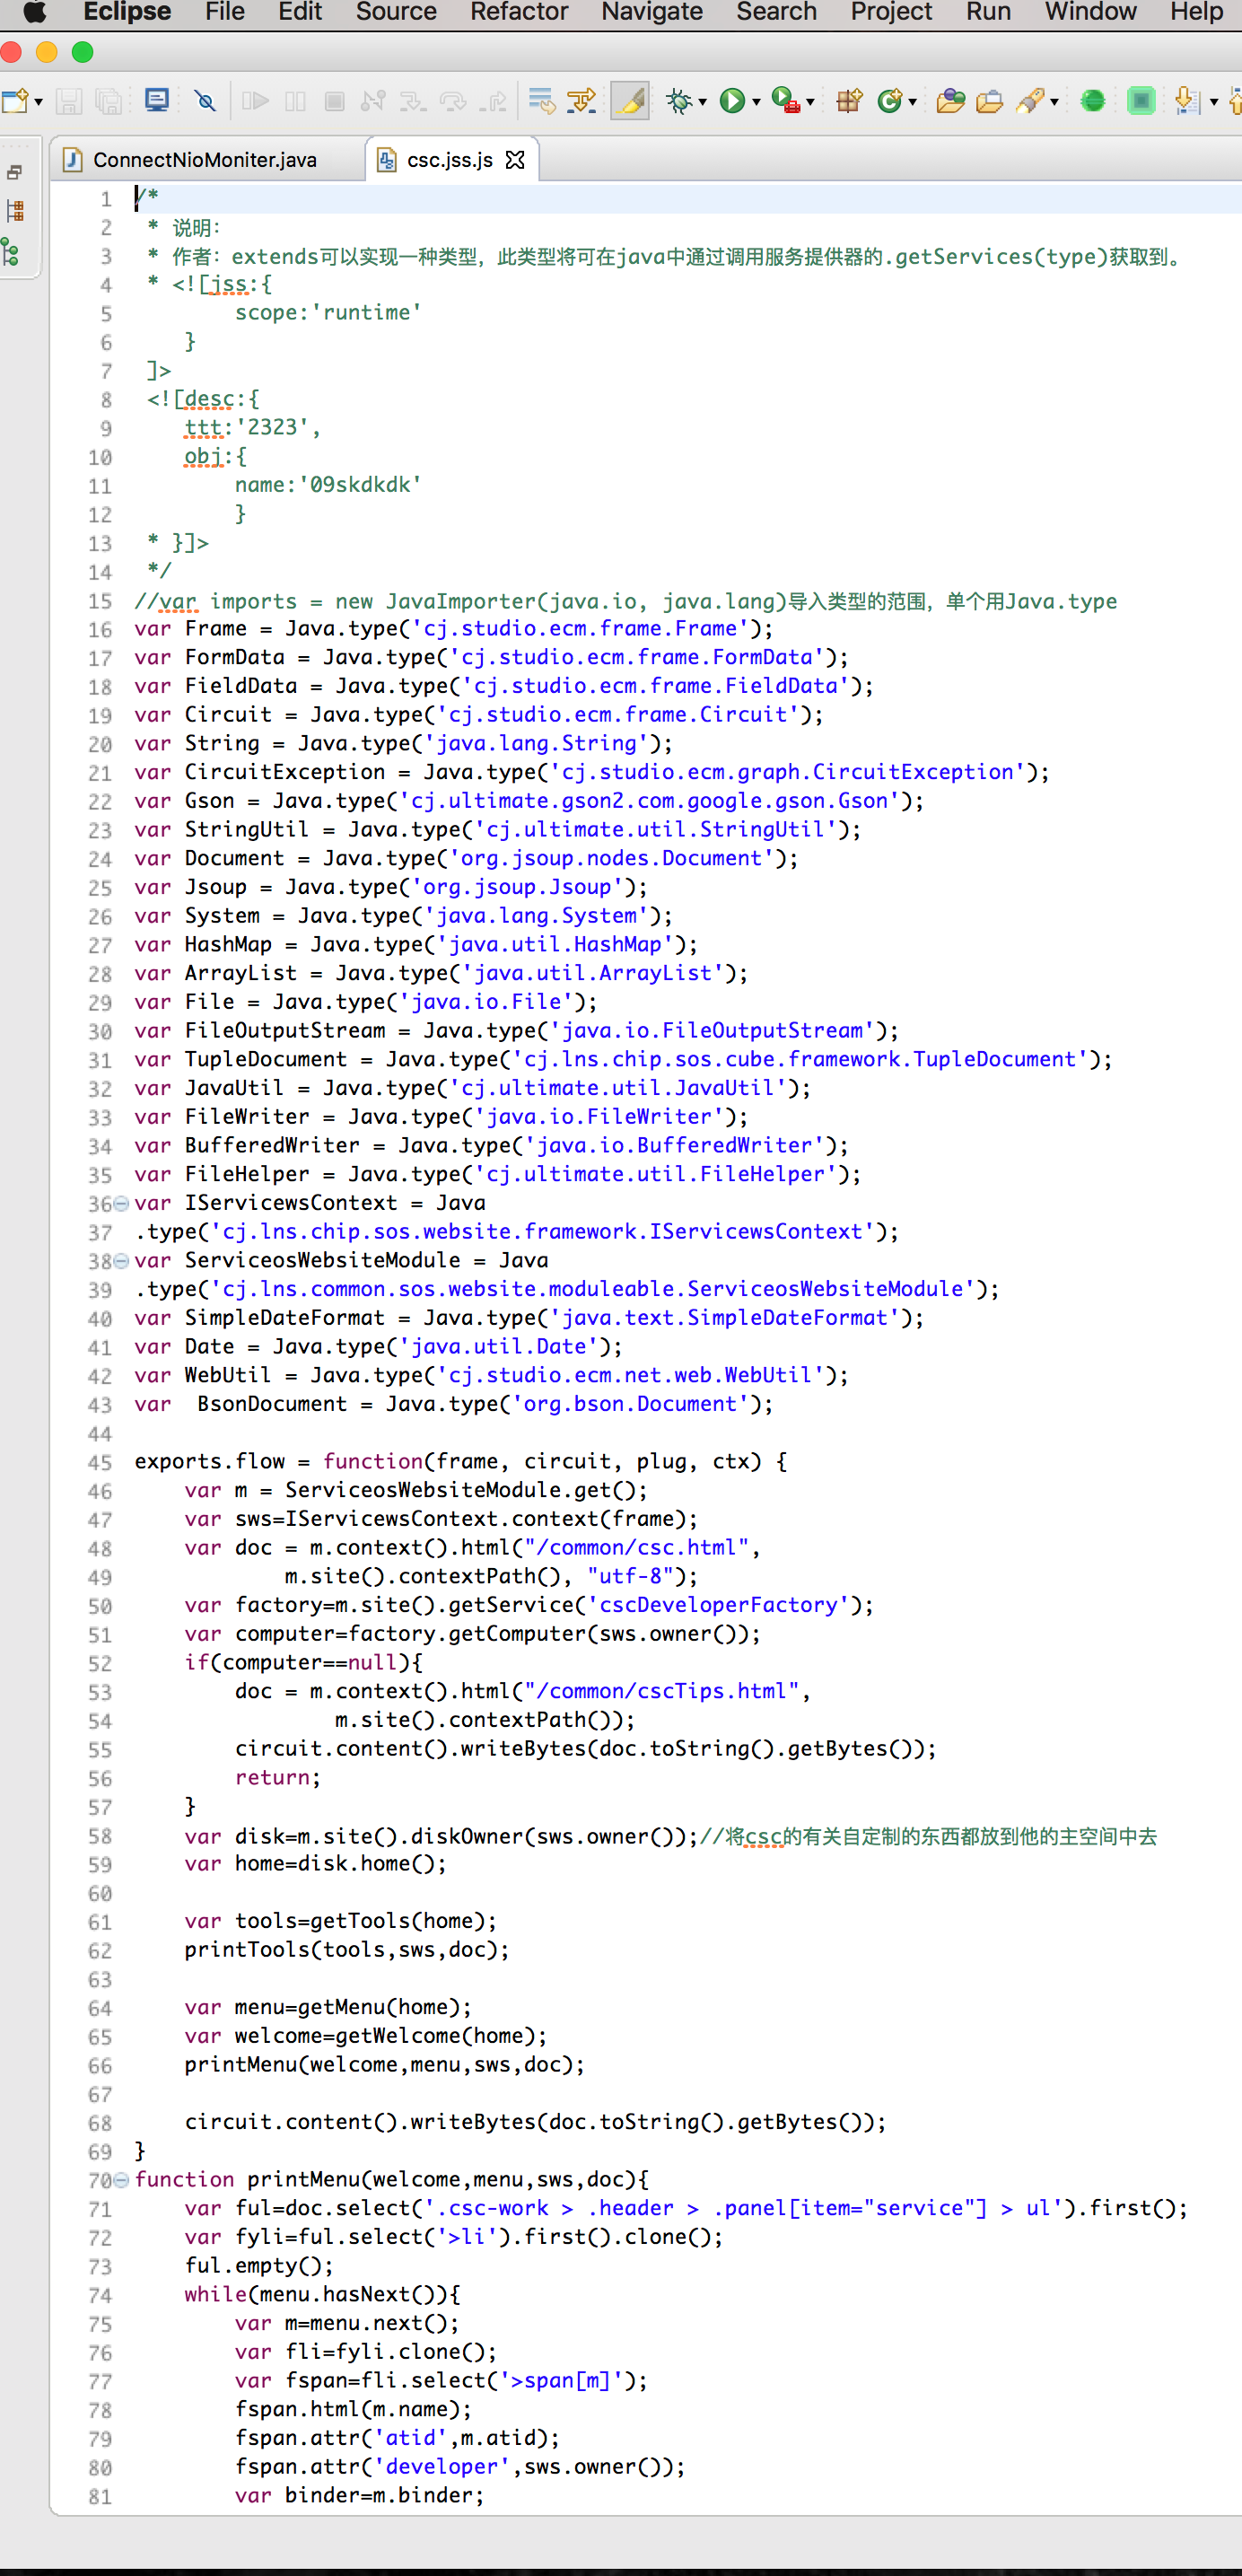 Eclipse File Edit Source Refactor Navigate Search Project Run Window Help
ConnectNioMoniter.java csc.jss.js
1 /*
2 * 说明：
3 * 作者：extends可以实现一种类型，此类型将可在java中通过调用服务提供器的.getServices(type)获取到。
4 * <![jss:{
5 scope:'runtime'
6 }
7 ]>
8 <![desc:{
9 ttt:'2323',
10 obj:{
11 name:'09skdkdk'
12 }
13 * }]>
14 */
15 //var imports = new JavaImporter(java.io, java.lang)导入类型的范围，单个用Java.type
16 var Frame = Java.type('cj.studio.ecm.frame.Frame');
17 var FormData = Java.type('cj.studio.ecm.frame.FormData');
18 var FieldData = Java.type('cj.studio.ecm.frame.FieldData');
19 var Circuit = Java.type('cj.studio.ecm.frame.Circuit');
20 var String = Java.type('java.lang.String');
21 var CircuitException = Java.type('cj.studio.ecm.graph.CircuitException');
22 var Gson = Java.type('cj.ultimate.gson2.com.google.gson.Gson');
23 var StringUtil = Java.type('cj.ultimate.util.StringUtil');
24 var Document = Java.type('org.jsoup.nodes.Document');
25 var Jsoup = Java.type('org.jsoup.Jsoup');
26 var System = Java.type('java.lang.System');
27 var HashMap = Java.type('java.util.HashMap');
28 var ArrayList = Java.type('java.util.ArrayList');
29 var File = Java.type('java.io.File');
30 var FileOutputStream = Java.type('java.io.FileOutputStream');
31 var TupleDocument = Java.type('cj.lns.chip.sos.cube.framework.TupleDocument');
32 var JavaUtil = Java.type('cj.ultimate.util.JavaUtil');
33 var FileWriter = Java.type('java.io.FileWriter');
34 var BufferedWriter = Java.type('java.io.BufferedWriter');
35 var FileHelper = Java.type('cj.ultimate.util.FileHelper');
36 var IServicewsContext = Java
37 .type('cj.lns.chip.sos.website.framework.IServicewsContext');
38 var ServiceosWebsiteModule = Java
39 .type('cj.lns.common.sos.website.moduleable.ServiceosWebsiteModule');
40 var SimpleDateFormat = Java.type('java.text.SimpleDateFormat');
41 var Date = Java.type('java.util.Date');
42 var WebUtil = Java.type('cj.studio.ecm.net.web.WebUtil');
43 var  BsonDocument = Java.type('org.bson.Document');
44
45 exports.flow = function(frame, circuit, plug, ctx) {
46 var m = ServiceosWebsiteModule.get();
47 var sws=IServicewsContext.context(frame);
48 var doc = m.context().html("/common/csc.html",
49 m.site().contextPath(), "utf-8");
50 var factory=m.site().getService('cscDeveloperFactory');
51 var computer=factory.getComputer(sws.owner());
52 if(computer==null){
53 doc = m.context().html("/common/cscTips.html",
54 m.site().contextPath());
55 circuit.content().writeBytes(doc.toString().getBytes());
56 return;
57 }
58 var disk=m.site().diskOwner(sws.owner());//将csc的有关自定制的东西都放到他的主空间中去
59 var home=disk.home();
60
61 var tools=getTools(home);
62 printTools(tools,sws,doc);
63
64 var menu=getMenu(home);
65 var welcome=getWelcome(home);
66 printMenu(welcome,menu,sws,doc);
67
68 circuit.content().writeBytes(doc.toString().getBytes());
69 }
70 function printMenu(welcome,menu,sws,doc){
71 var ful=doc.select('.csc-work > .header > .panel[item="service"] > ul').first();
72 var fyli=ful.select('>li').first().clone();
73 ful.empty();
74 while(menu.hasNext()){
75 var m=menu.next();
76 var fli=fyli.clone();
77 var fspan=fli.select('>span[m]');
78 fspan.html(m.name);
79 fspan.attr('atid',m.atid);
80 fspan.attr('developer',sws.owner());
81 var binder=m.binder;